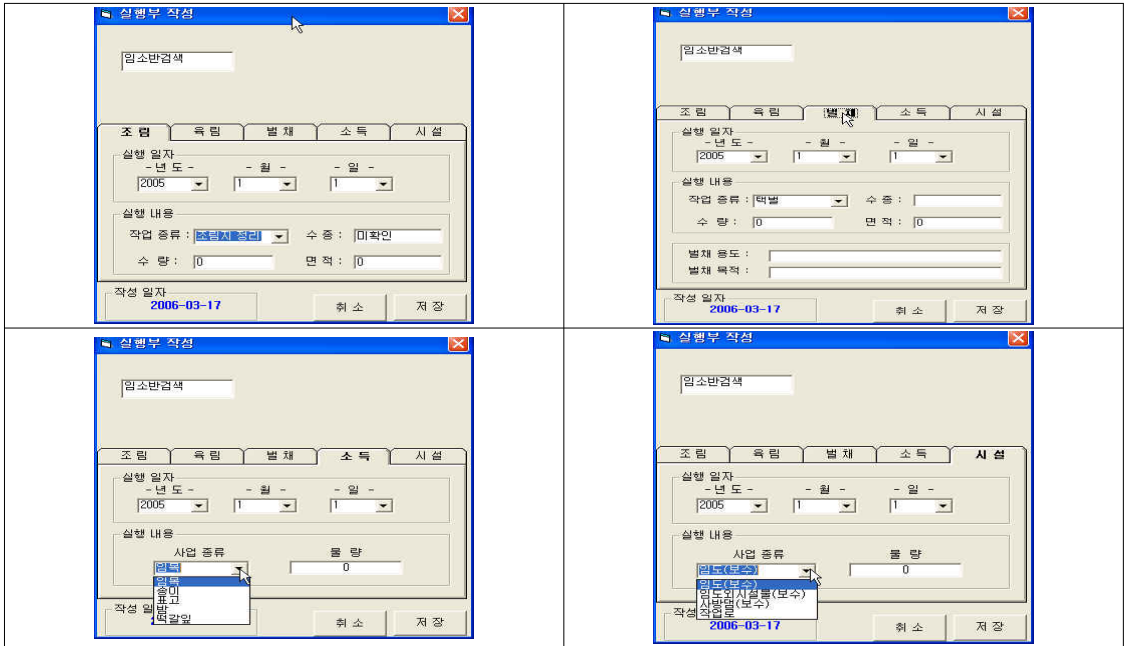 실행부 작성
임소반검색
조 림 육 림 벌 채 소 득 시 설
실행 일자
- 년 도 - - 월 - - 일 -
2005 1 1
실행 내용
작업 종류 : 조림지 정리 수 종 : 미확인
수 량 : 0 면 적 : 0
작성 일자
2006-03-17 취 소 저 장
실행부 작성
임소반검색
조 림 육 림 벌 채 소 득 시 설
실행 일자
- 년 도 - - 월 - - 일 -
2005 1 1
실행 내용
작업 종류 : 택벌 수 종 :
수 량 : 0 면 적 : 0
벌채 용도 :
벌채 목적 :
작성 일자
2006-03-17 취 소 저 장
실행부 작성
임소반검색
조 림 육 림 벌 채 소 득 시 설
실행 일자
- 년 도 - - 월 - - 일 -
2005 1 1
실행 내용
사업 종류 물 량
임목 0
임목
송이
표고
밤
떡갈잎
작성 일
취 소 저 장
실행부 작성
임소반검색
조 림 육 림 벌 채 소 득 시 설
실행 일자
- 년 도 - - 월 - - 일 -
2005 1 1
실행 내용
사업 종류 물 량
임도(보수) 0
임도(보수)
임도외시설물(보수)
사방댐(보수)
작업로
작성
2006-03-17 취 소 저 장